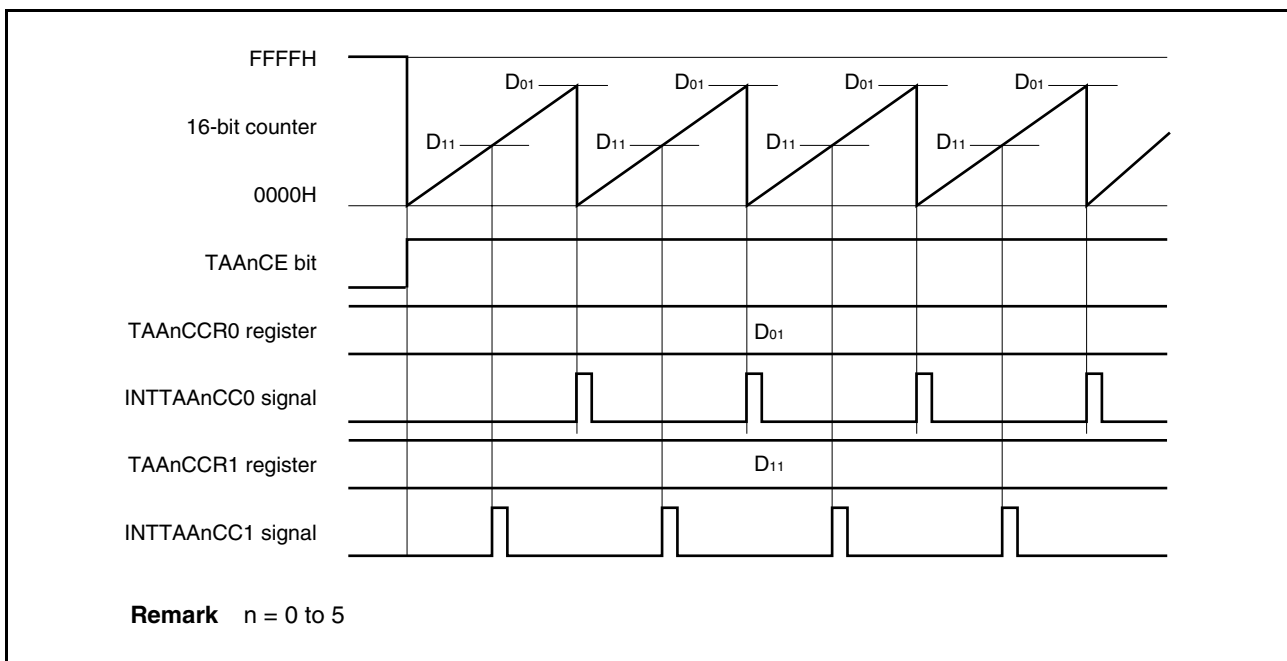 FFFFH
D01 D01 D01 D01
16-bit counter
D11 D11 D11 D11
0000H
TAAnCE bit
TAAnCCR0 register
D01
INTTAAnCC0 signal
TAAnCCR1 register
D11
INTTAAnCC1 signal
Remark n = 0 to 5